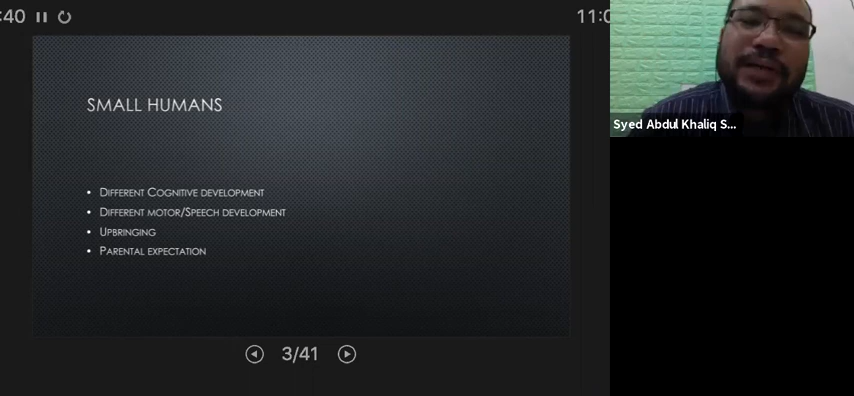 :40
11:0
SMALL HUMANS
• DIFFERENT COGNITIVE DEVELOPMENT
• DIFFERENT MOTOR/SPEECH DEVELOPMENT
• UPBRINGING
• PARENTAL EXPECTATION
3/41
Syed Abdul Khaliq S...